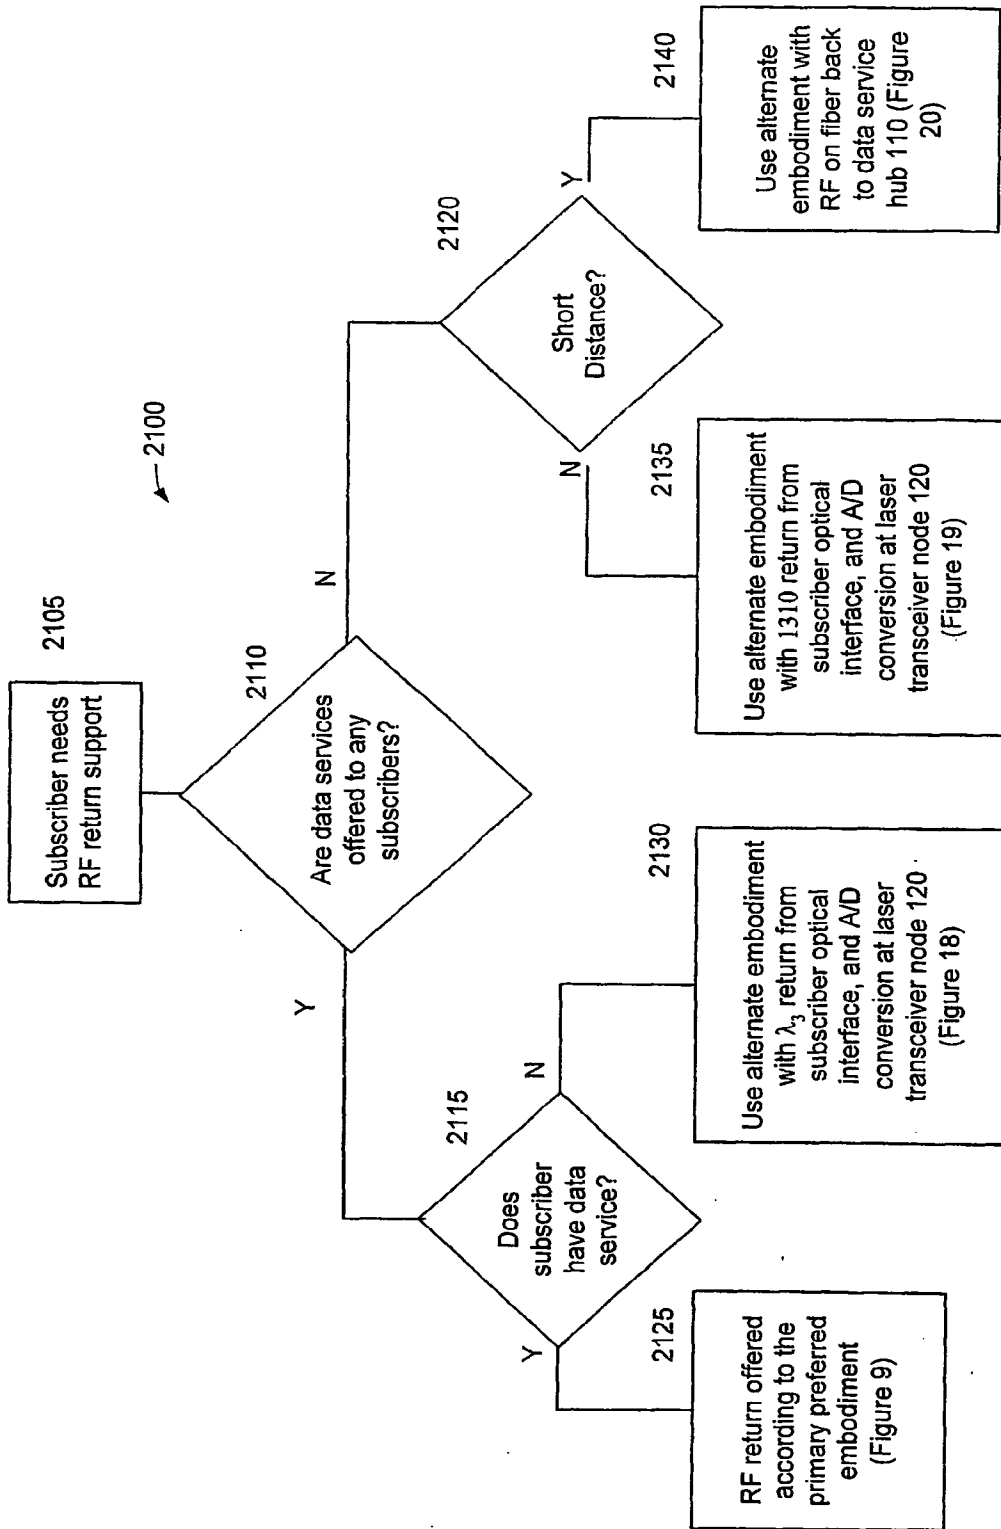 2100
2105
Subscriber needs
RF return support
2110
Are data services
offered to any
subscribers?
Y
N
2115
Does
subscriber
have data
service?
Y
N
2120
Short
Distance?
N
Y
2125
RF return offered
according to the
primary preferred
embodiment
(Figure 9)
2130
Use alternate embodiment
with λ₃ return from
subscriber optical
interface, and A/D
conversion at laser
transceiver node 120
(Figure 18)
2135
Use alternate embodiment
with 1310 return from
subscriber optical
interface, and A/D
conversion at laser
transceiver node 120
(Figure 19)
2140
Use alternate
embodiment with
RF on fiber back
to data service
hub 110 (Figure
20)